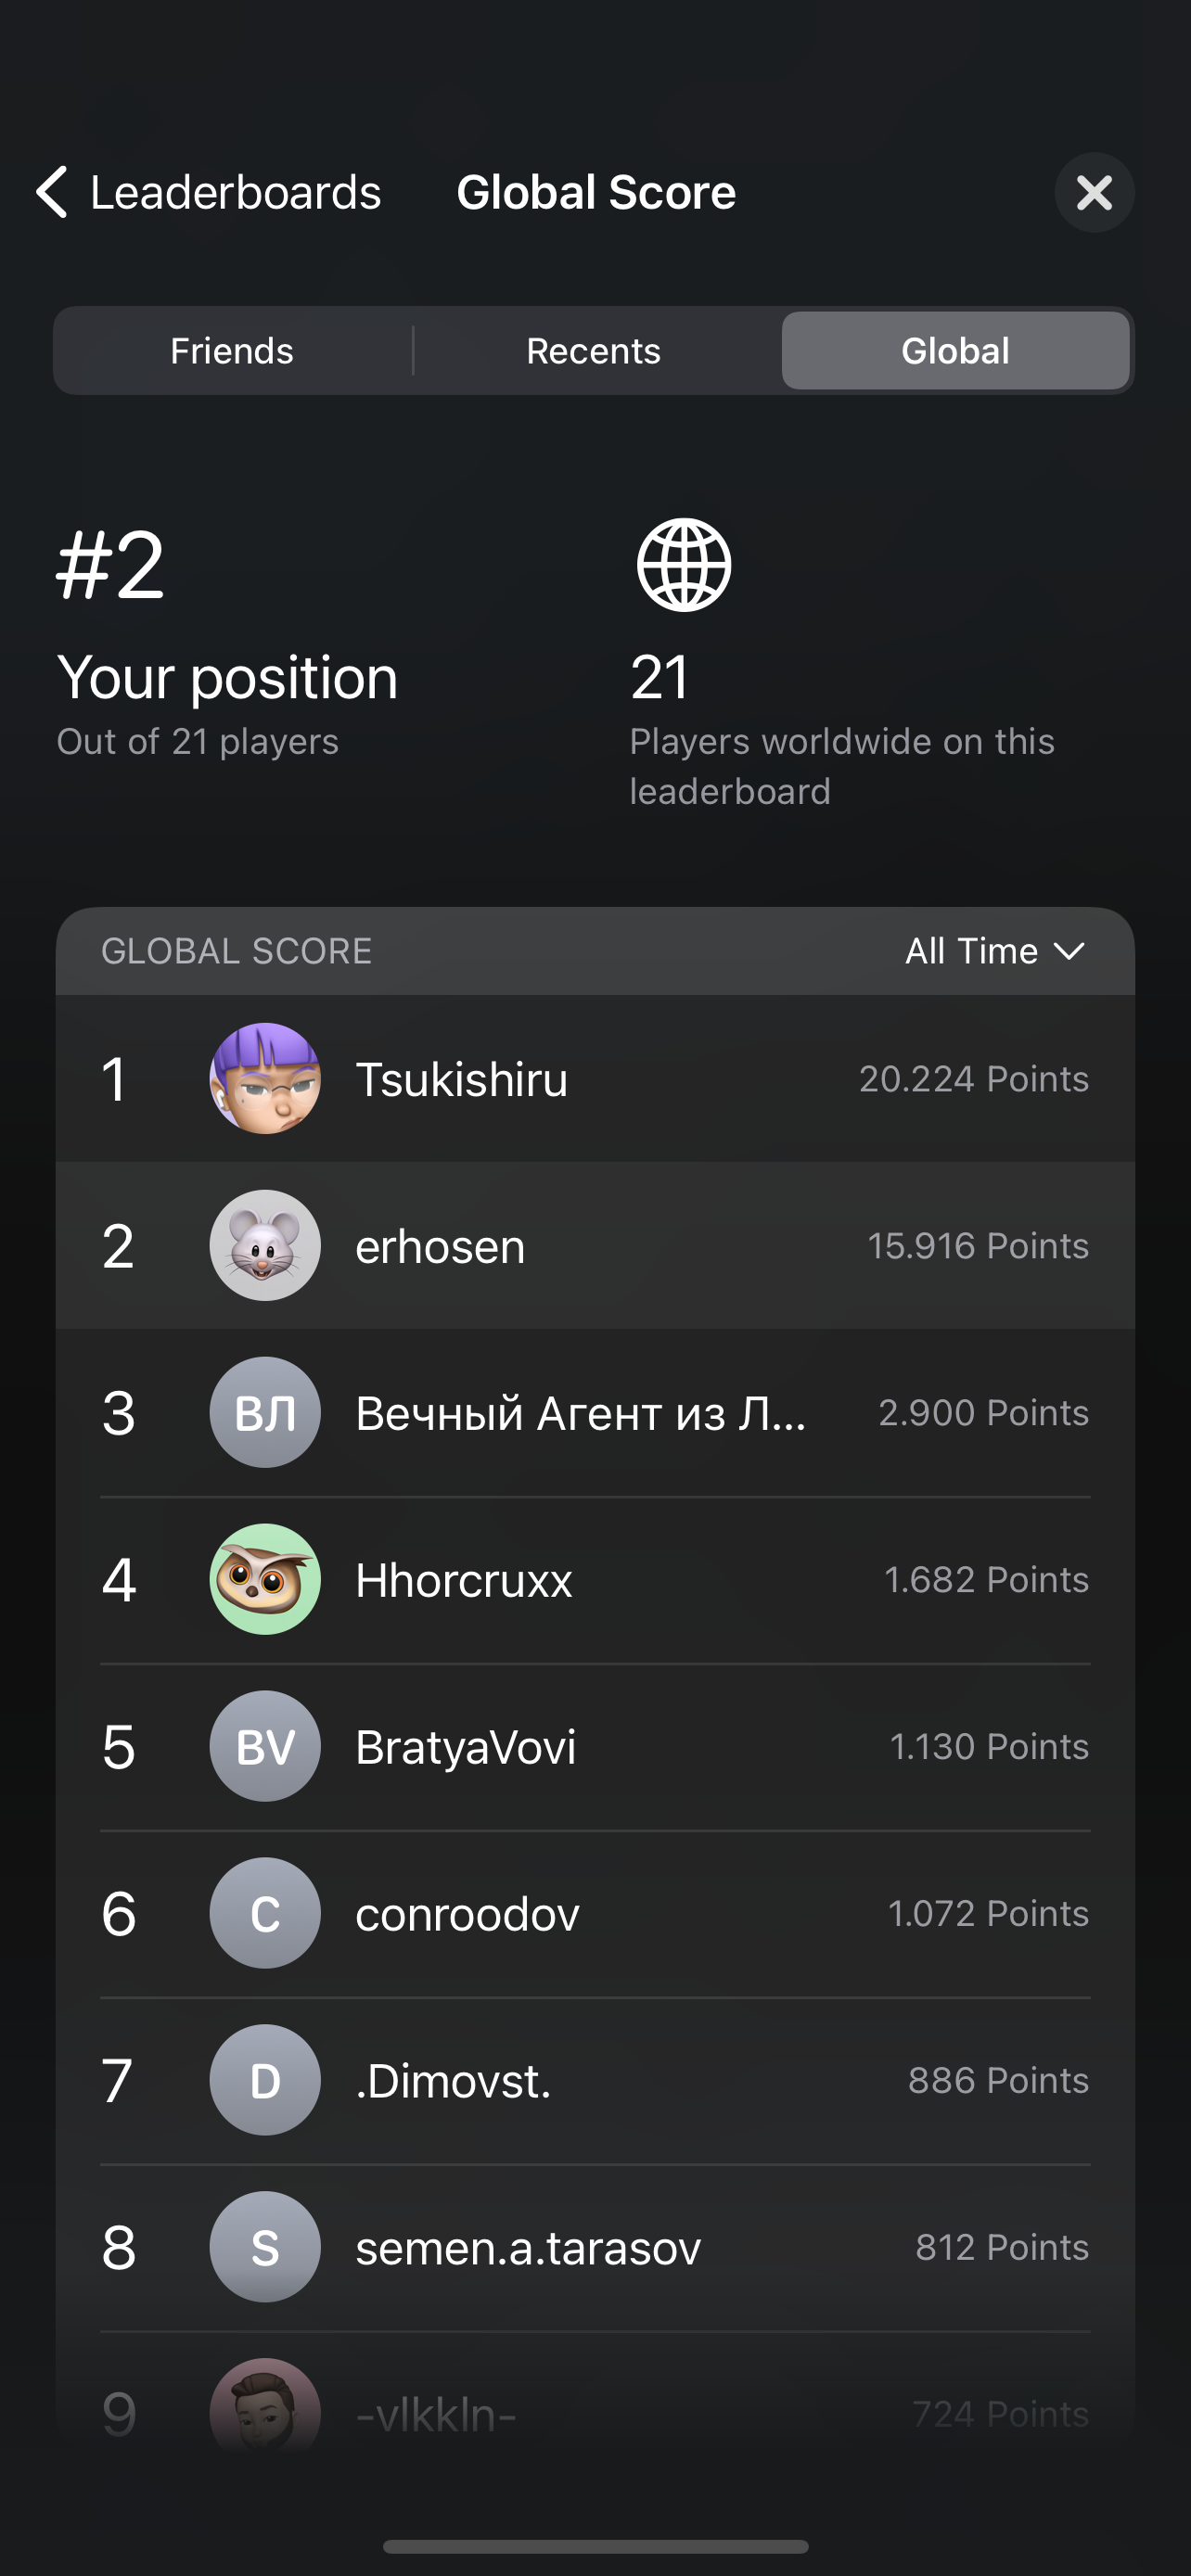 Leaderboards Global Score
Friends Recents Global
#2
Your position
Out of 21 players
21
Players worldwide on this
leaderboard
GLOBAL SCORE All Time
1 Tsukishiru 20.224 Points
2 erhosen 15.916 Points
3 ВЛ Вечный Агент из Л... 2.900 Points
4 Hhorcruxx 1.682 Points
5 BV BratyaVovi 1.130 Points
6 C conroodov 1.072 Points
7 D .Dimovst. 886 Points
8 S semen.a.tarasov 812 Points
9 -vlkkln- 724 Points